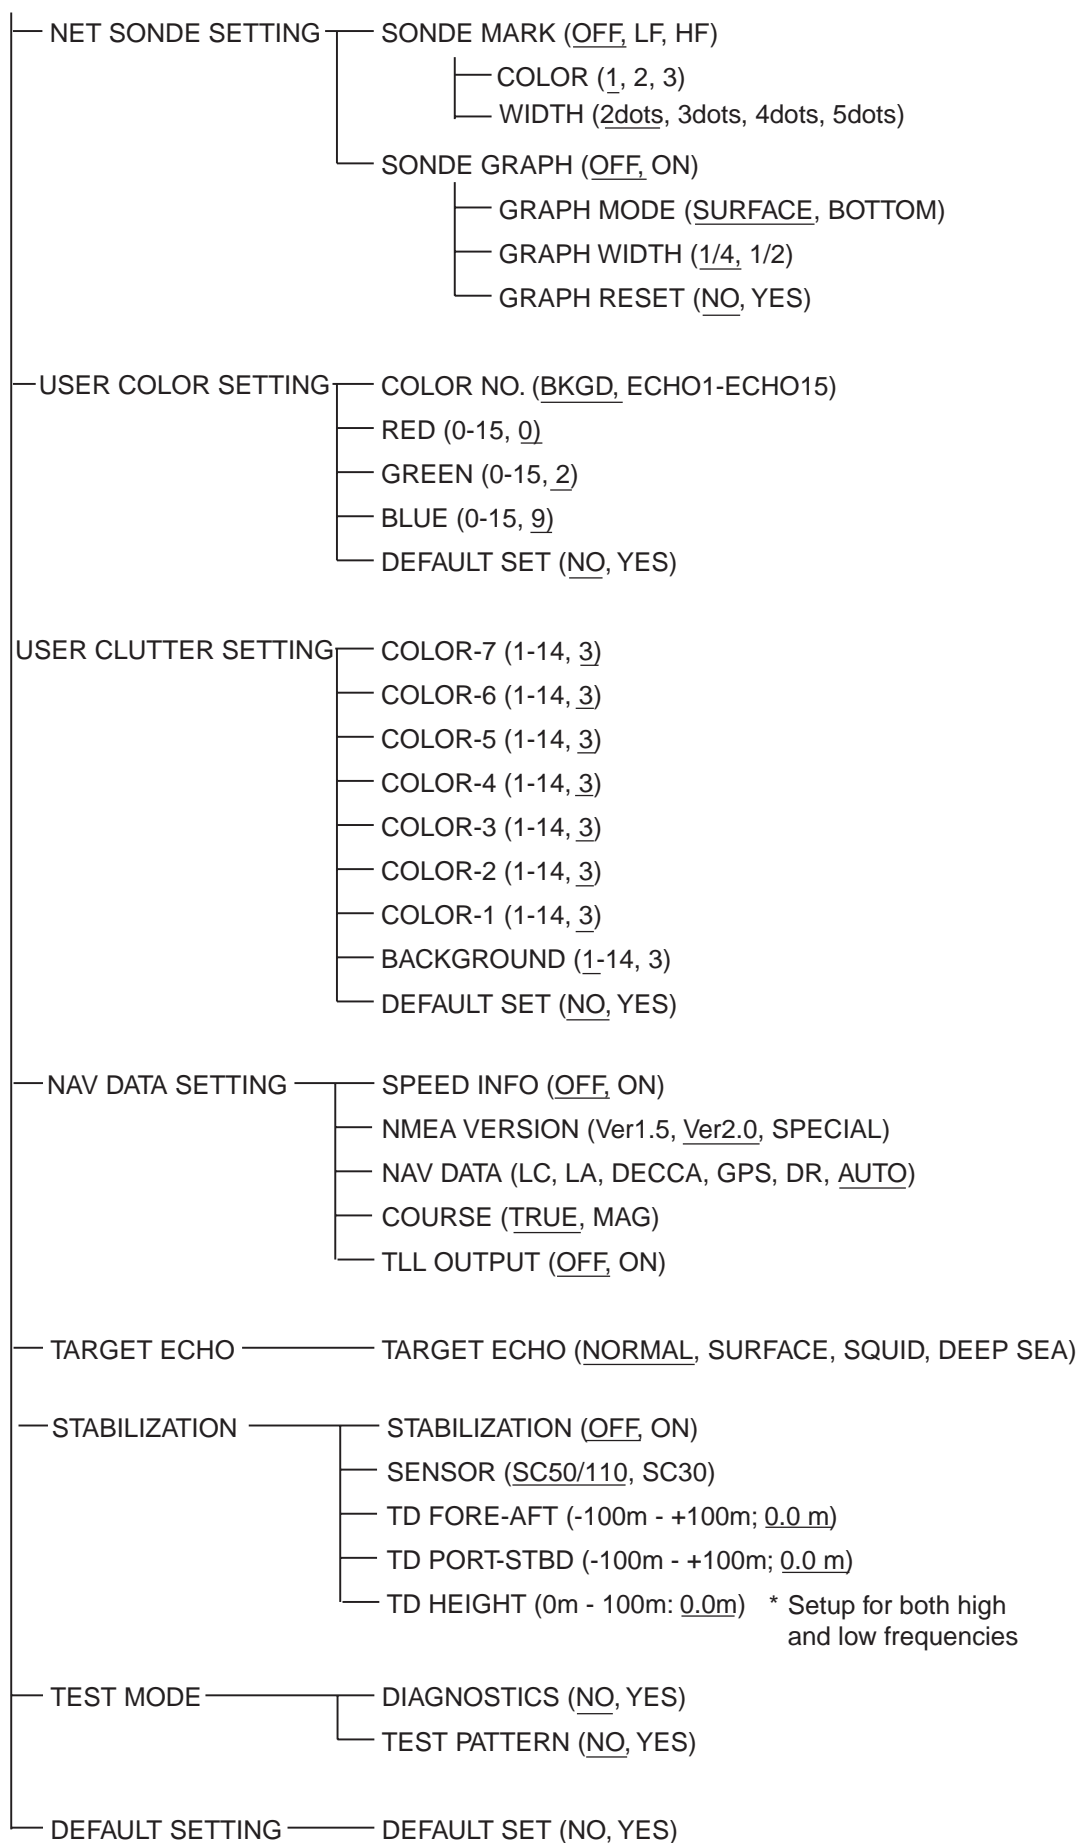 NET SONDE SETTING SONDE MARK (OFF, LF, HF)
COLOR (1, 2, 3)
WIDTH (2dots, 3dots, 4dots, 5dots)
SONDE GRAPH (OFF, ON)
GRAPH MODE (SURFACE, BOTTOM)
GRAPH WIDTH (1/4, 1/2)
GRAPH RESET (NO, YES)
USER COLOR SETTING COLOR NO. (BKGD, ECHO1-ECHO15)
RED (0-15, 0)
GREEN (0-15, 2)
BLUE (0-15, 9)
DEFAULT SET (NO, YES)
USER CLUTTER SETTING COLOR-7 (1-14, 3)
COLOR-6 (1-14, 3)
COLOR-5 (1-14, 3)
COLOR-4 (1-14, 3)
COLOR-3 (1-14, 3)
COLOR-2 (1-14, 3)
COLOR-1 (1-14, 3)
BACKGROUND (1-14, 3)
DEFAULT SET (NO, YES)
NAV DATA SETTING SPEED INFO (OFF, ON)
NMEA VERSION (Ver1.5, Ver2.0, SPECIAL)
NAV DATA (LC, LA, DECCA, GPS, DR, AUTO)
COURSE (TRUE, MAG)
TLL OUTPUT (OFF, ON)
TARGET ECHO TARGET ECHO (NORMAL, SURFACE, SQUID, DEEP SEA)
STABILIZATION STABILIZATION (OFF, ON)
SENSOR (SC50/110, SC30)
TD FORE-AFT (-100m - +100m; 0.0 m)
TD PORT-STBD (-100m - +100m; 0.0 m)
TD HEIGHT (0m - 100m: 0.0m) * Setup for both high
and low frequencies
TEST MODE DIAGNOSTICS (NO, YES)
TEST PATTERN (NO, YES)
DEFAULT SETTING DEFAULT SET (NO, YES)